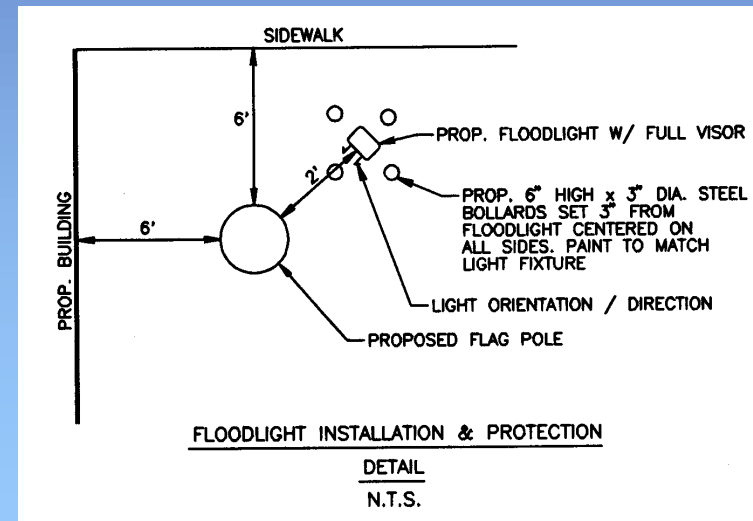 SIDEWALK
6'
PROP. FLOODLIGHT W/ FULL VISOR
2'
PROP. 6" HIGH x 3" DIA. STEEL
BOLLARDS SET 3" FROM
FLOODLIGHT CENTERED ON
ALL SIDES. PAINT TO MATCH
LIGHT FIXTURE
6'
PROP. BUILDING
LIGHT ORIENTATION / DIRECTION
PROPOSED FLAG POLE
FLOODLIGHT INSTALLATION & PROTECTION
DETAIL
N.T.S.